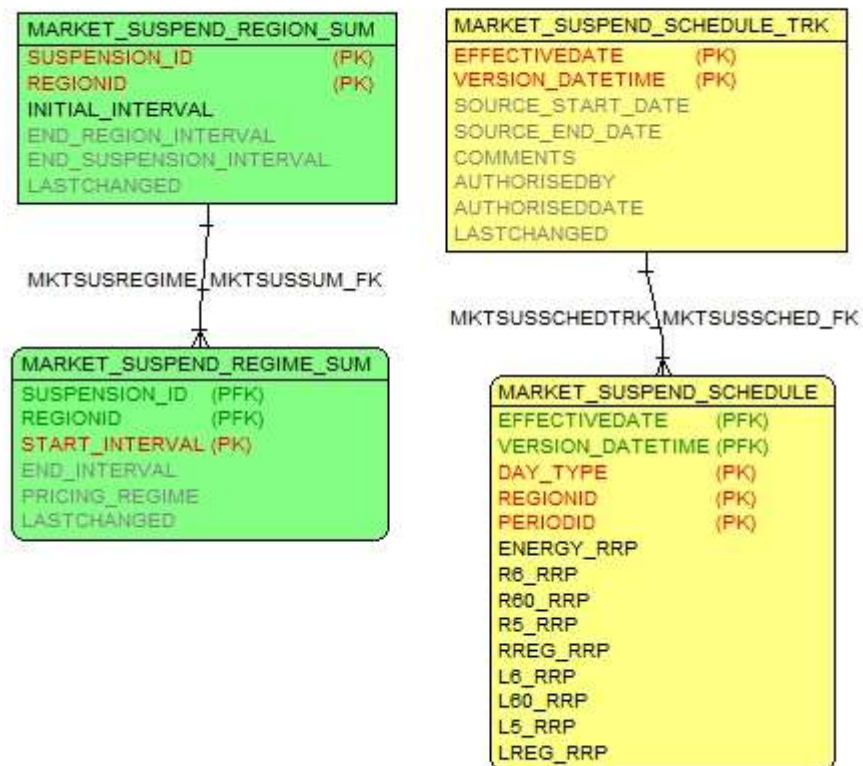 MARKET_SUSPEND_REGION_SUM
SUSPENSION_ID (PK)
REGIONID (PK)
INITIAL_INTERVAL
END_REGION_INTERVAL
END_SUSPENSION_INTERVAL
LASTCHANGED
MKTSUSREGIME_MKTSUSSUM_FK
MARKET_SUSPEND_REGIME_SUM
SUSPENSION_ID (PFK)
REGIONID (PFK)
START_INTERVAL (PK)
END_INTERVAL
PRICING_REGIME
LASTCHANGED
MARKET_SUSPEND_SCHEDULE_TRK
EFFECTIVEDATE (PK)
VERSION_DATETIME (PK)
SOURCE_START_DATE
SOURCE_END_DATE
COMMENTS
AUTHORISEDBY
AUTHORISEDDATE
LASTCHANGED
MKTSUSSCHEDTRK_MKTSUSSCHED_FK
MARKET_SUSPEND_SCHEDULE
EFFECTIVEDATE (PFK)
VERSION_DATETIME (PFK)
DAY_TYPE (PK)
REGIONID (PK)
PERIODID (PK)
ENERGY_RRP
R6_RRP
R60_RRP
R5_RRP
RREG_RRP
L6_RRP
L60_RRP
L5_RRP
LREG_RRP